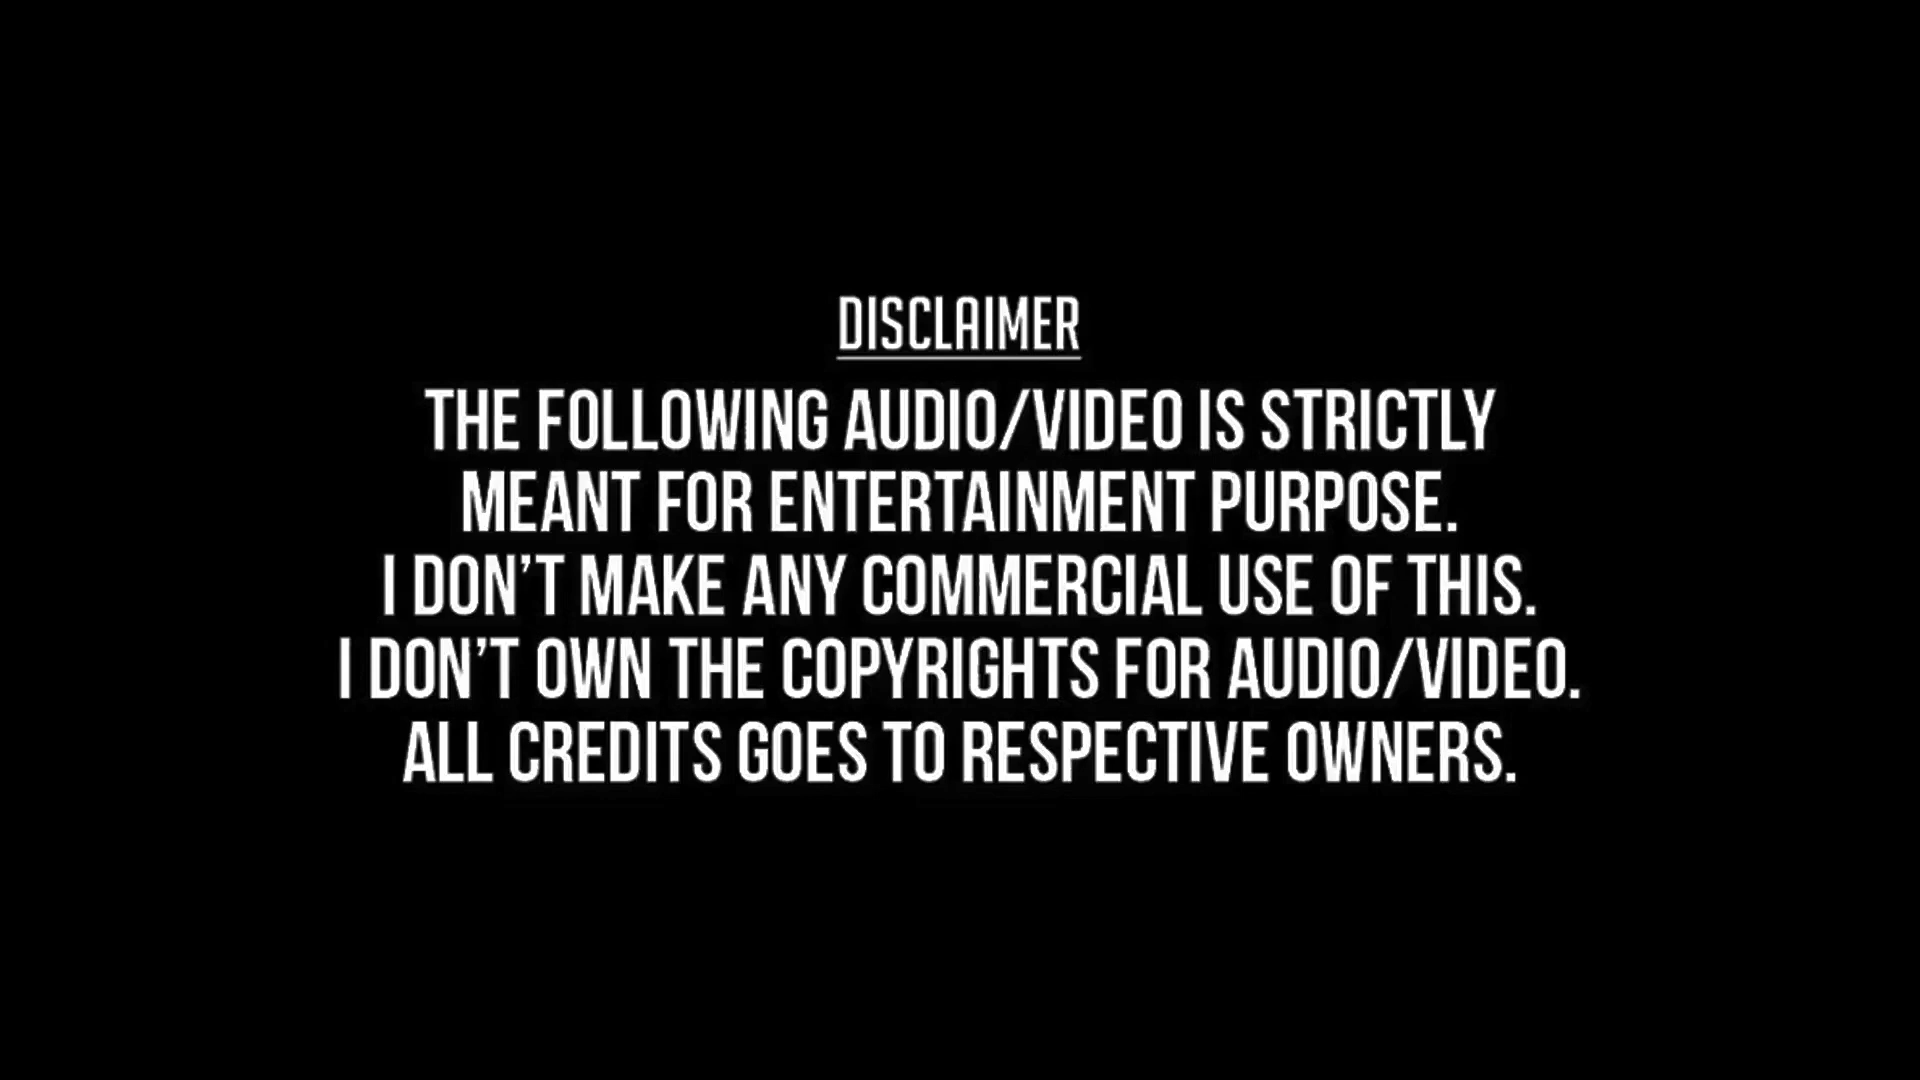 DISCLAIMER
THE FOLLOWING AUDIO/VIDEO IS STRICTLY
MEANT FOR ENTERTAINMENT PURPOSE.
I DON’T MAKE ANY COMMERCIAL USE OF THIS.
I DON’T OWN THE COPYRIGHTS FOR AUDIO/VIDEO.
ALL CREDITS GOES TO RESPECTIVE OWNERS.